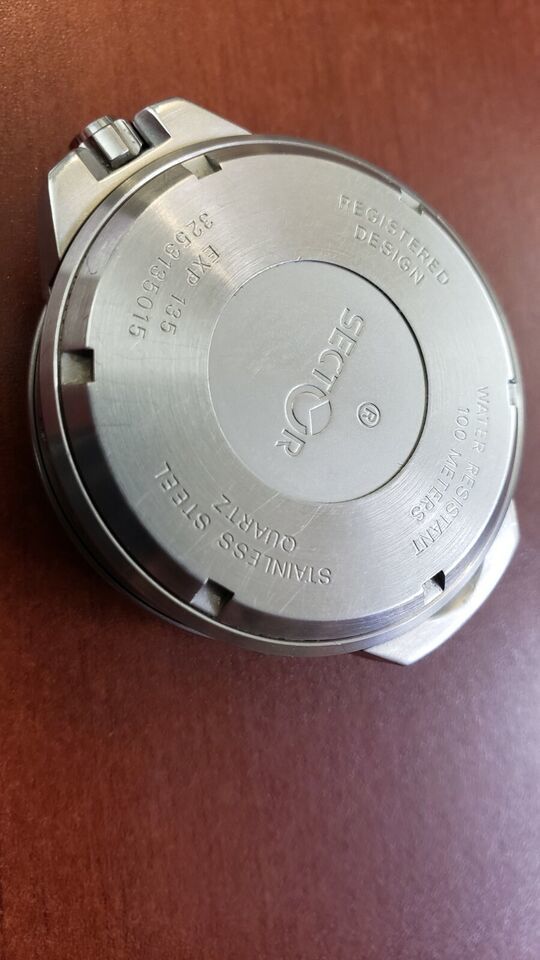 SECTOR
®
REGISTERED
DESIGN
WATER RESISTANT
100 METERS
STAINLESS STEEL
QUARTZ
EXP 135
3253135015